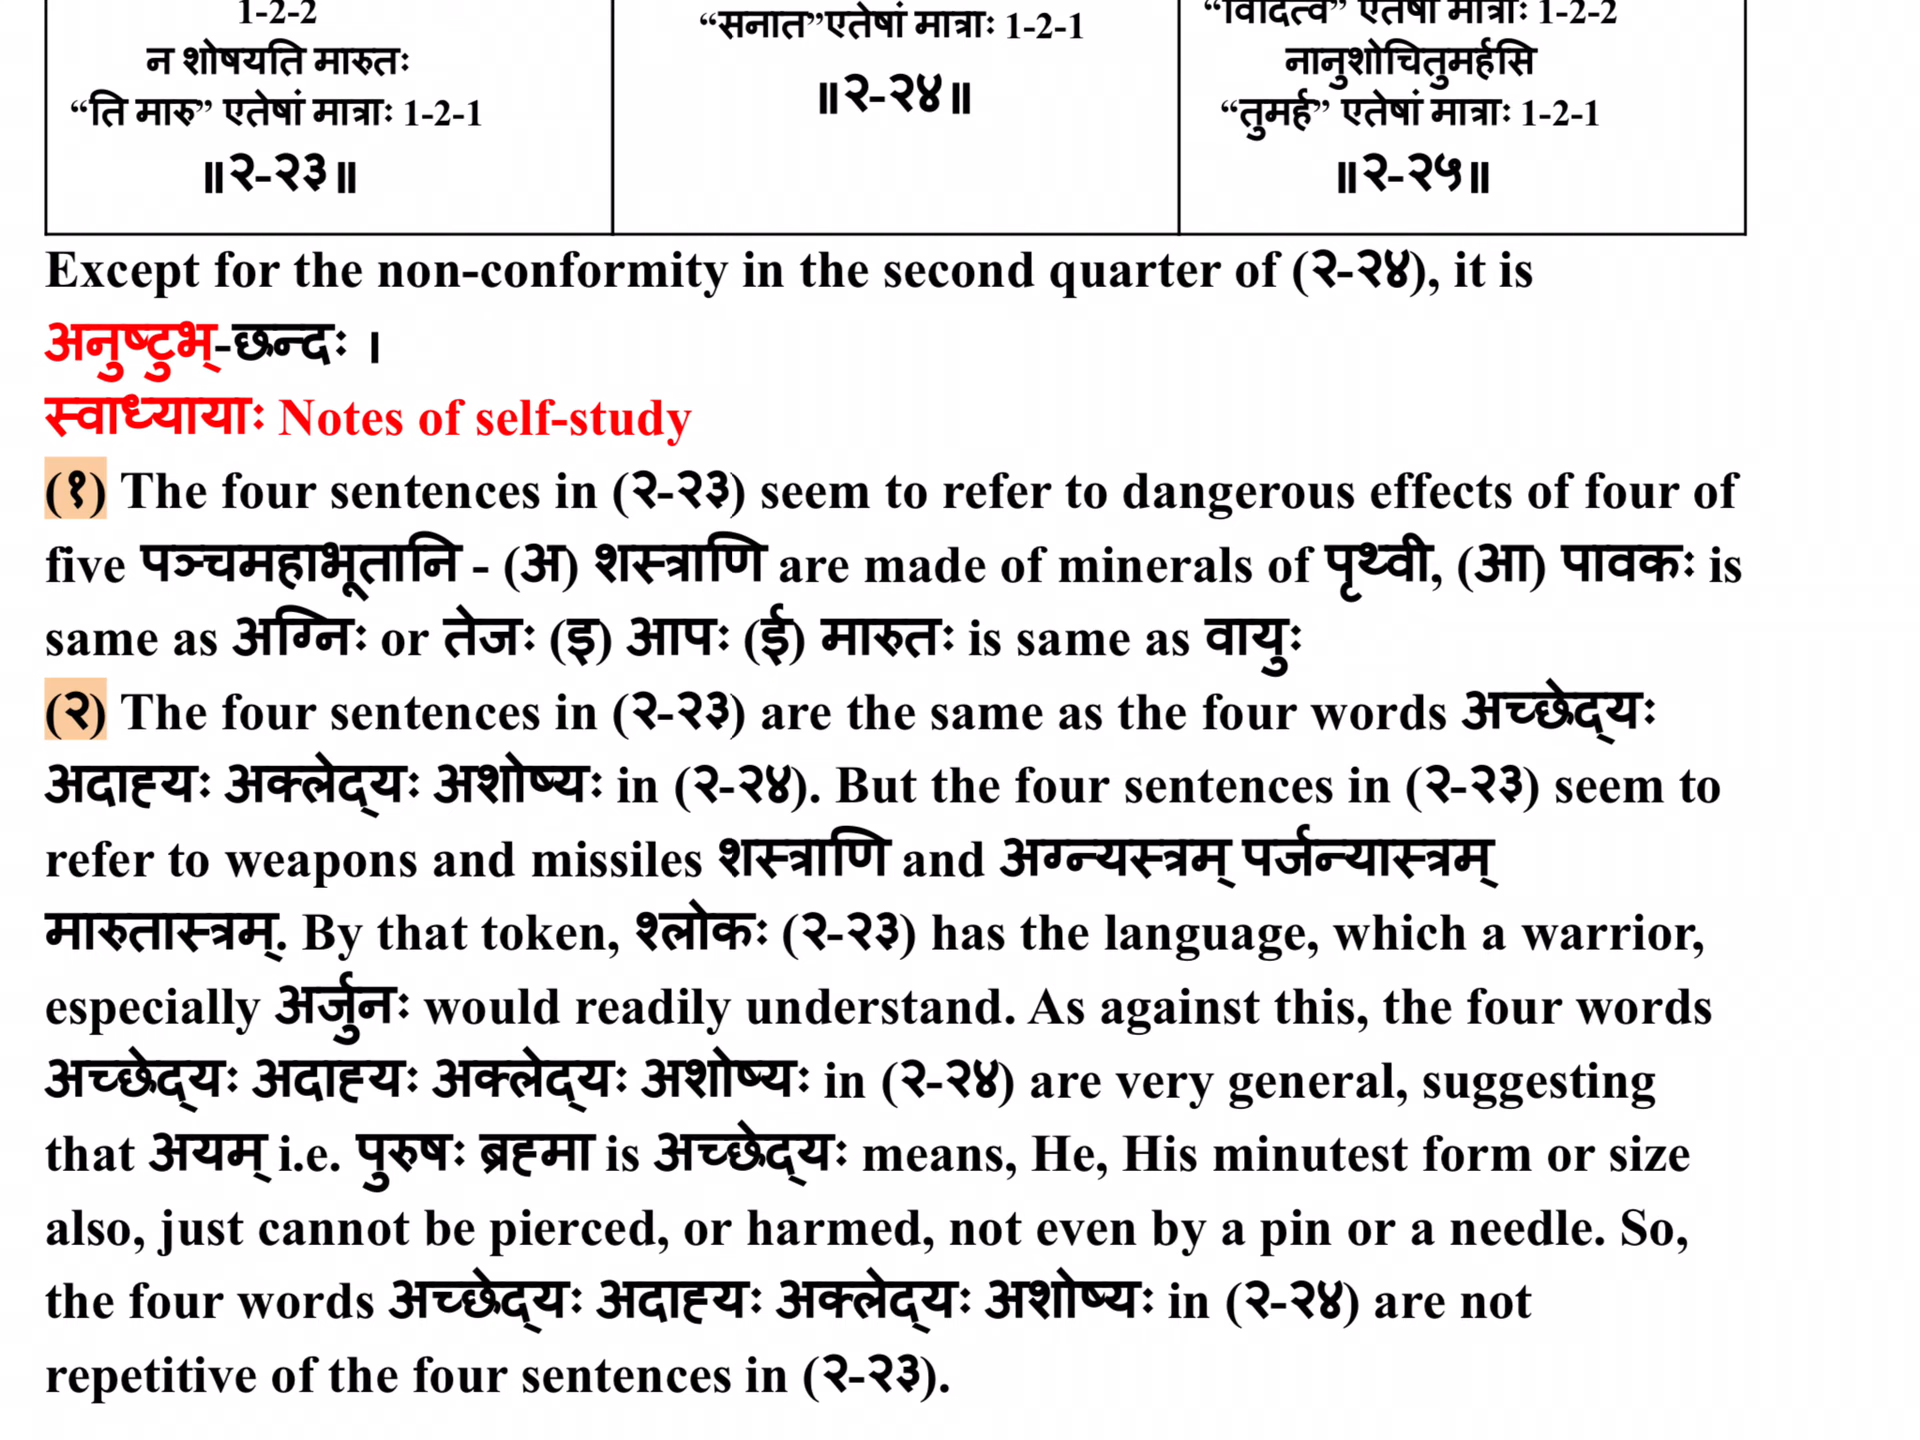 1-2-2
न शोषयति मारुतः
“ति मारु” एतेषां मात्राः 1-2-1
॥२-२३॥
“सनात”एतेषां मात्राः 1-2-1
॥२-२४॥
“विदित्वै” एतेषां मात्राः 1-2-2
नानुशोचितुमर्हसि
“तुमर्ह” एतेषां मात्राः 1-2-1
॥२-२५॥
Except for the non-conformity in the second quarter of (२-२४), it is
अनुष्टुभ्-छन्दः ।
स्वाध्यायाः Notes of self-study
(१) The four sentences in (२-२३) seem to refer to dangerous effects of four of
five पञ्चमहाभूतानि - (अ) शस्त्राणि are made of minerals of पृथ्वी, (आ) पावकः is
same as अग्निः or तेजः (इ) आपः (ई) मारुतः is same as वायुः
(२) The four sentences in (२-२३) are the same as the four words अच्छेद्यः
अदाह्यः अक्लेद्यः अशोष्यः in (२-२४). But the four sentences in (२-२३) seem to
refer to weapons and missiles शस्त्राणि and अग्न्यस्त्रम् पर्जन्यास्त्रम्
मारुतास्त्रम्. By that token, श्लोकः (२-२३) has the language, which a warrior,
especially अर्जुनः would readily understand. As against this, the four words
अच्छेद्यः अदाह्यः अक्लेद्यः अशोष्यः in (२-२४) are very general, suggesting
that अयम् i.e. पुरुषः ब्रह्मा is अच्छेद्यः means, He, His minutest form or size
also, just cannot be pierced, or harmed, not even by a pin or a needle. So,
the four words अच्छेद्यः अदाह्यः अक्लेद्यः अशोष्यः in (२-२४) are not
repetitive of the four sentences in (२-२३).